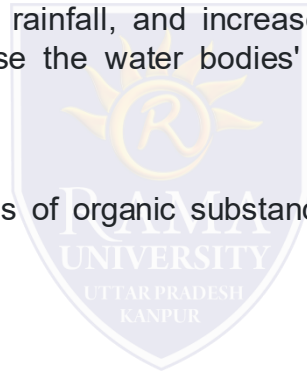 rainfall, and increase
se the water bodies'
s of organic substanc
R
RAMA
UNIVERSITY
UTTAR PRADESH
KANPUR